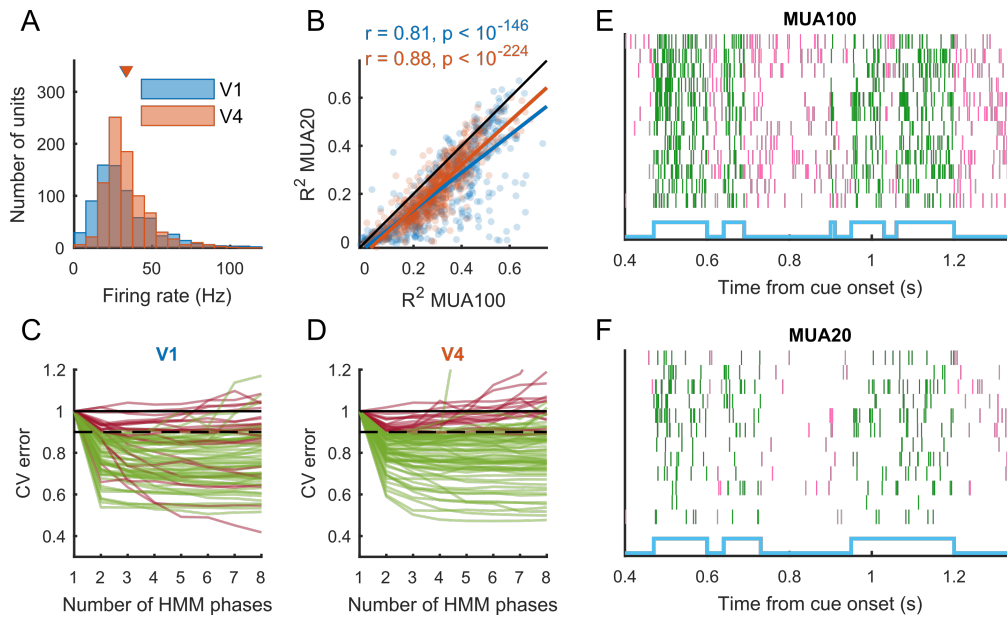 A
V1
V4
300
200
100
0
0
50
100
Number of units
Firing rate (Hz)
B
r = 0.81, p < 10^-146
r = 0.88, p < 10^-224
0.6
0.4
0.2
0
0
0.2
0.4
0.6
R^2 MUA20
R^2 MUA100
C
V1
1.2
1
0.8
0.6
0.4
1 2 3 4 5 6 7 8
CV error
Number of HMM phases
D
V4
1.2
1
0.8
0.6
0.4
1 2 3 4 5 6 7 8
CV error
Number of HMM phases
E
MUA100
0.4 0.6 0.8 1 1.2
Time from cue onset (s)
F
MUA20
0.4 0.6 0.8 1 1.2
Time from cue onset (s)